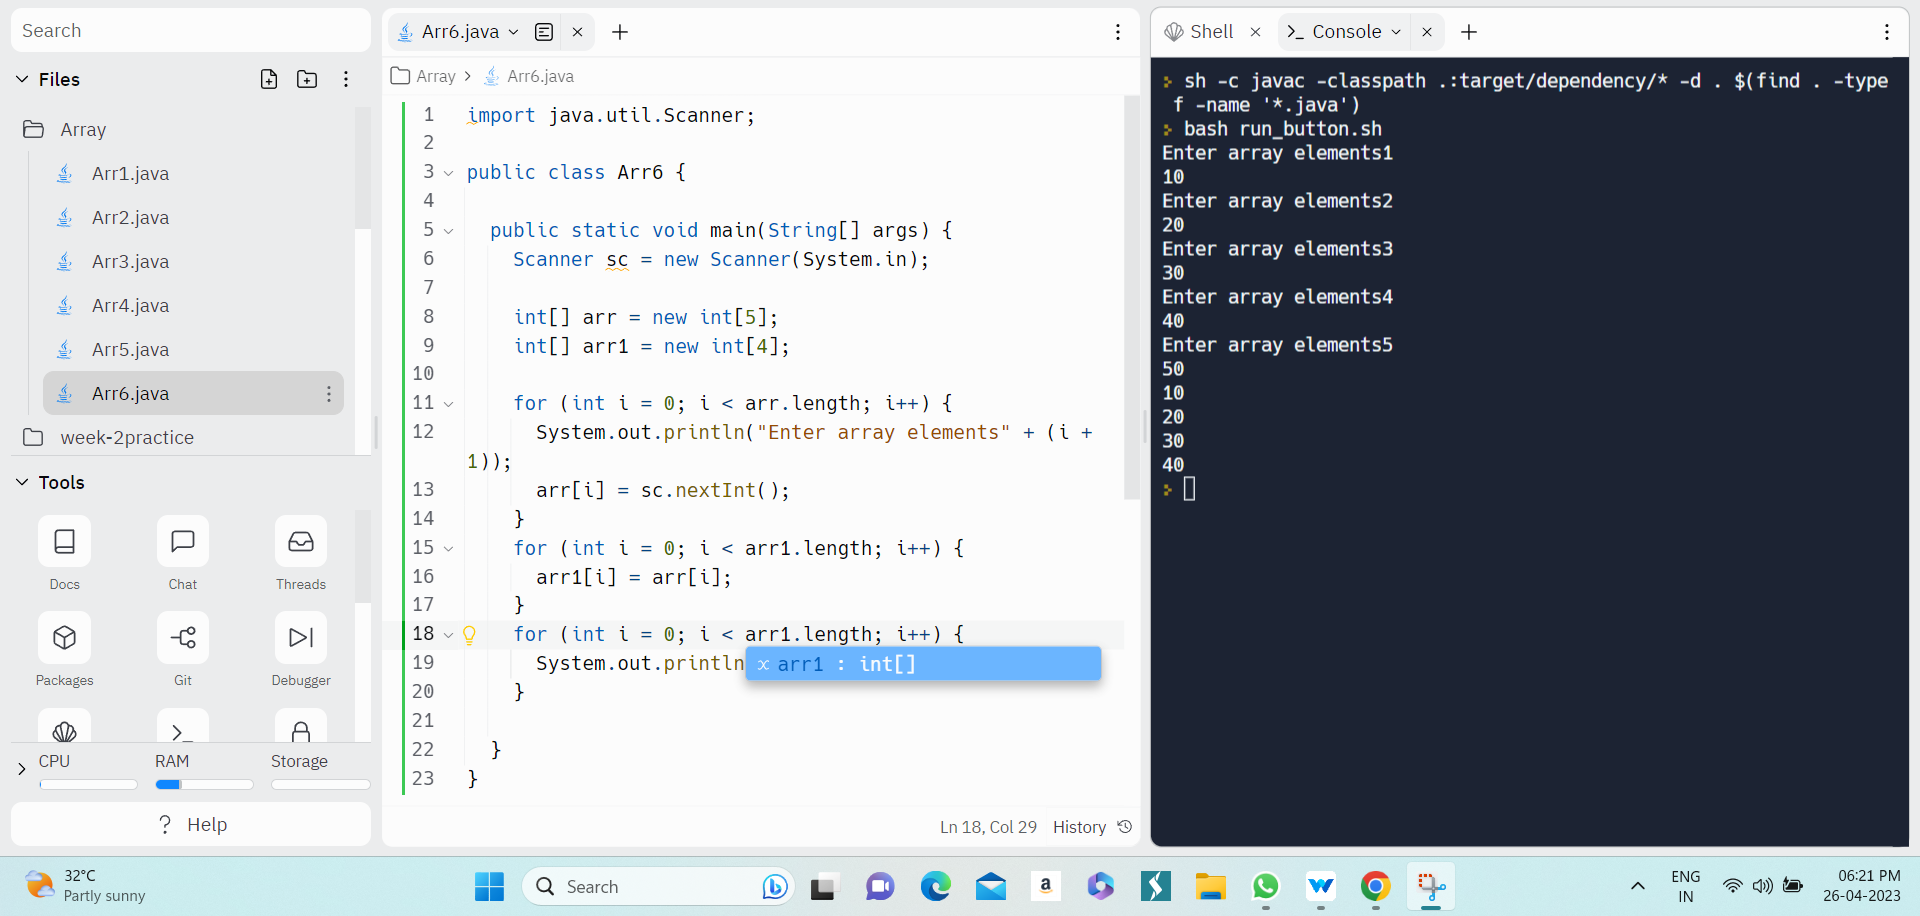 Search
Files
Array
Arr1.java
Arr2.java
Arr3.java
Arr4.java
Arr5.java
Arr6.java
week-2practice
Tools
Docs
Chat
Threads
Packages
Git
Debugger
CPU
RAM
Storage
? Help
Arr6.java
Array > Arr6.java
1 import java.util.Scanner;
2
3 public class Arr6 {
4
5 public static void main(String[] args) {
6 Scanner sc = new Scanner(System.in);
7
8 int[] arr = new int[5];
9 int[] arr1 = new int[4];
10
11 for (int i = 0; i < arr.length; i++) {
12 System.out.println("Enter array elements" + (i +
1));
13 arr[i] = sc.nextInt();
14 }
15 for (int i = 0; i < arr1.length; i++) {
16 arr1[i] = arr[i];
17 }
18 for (int i = 0; i < arr1.length; i++) {
19 System.out.println
x arr1 : int[]
20 }
21
22 }
23 }
Ln 18, Col 29 History
Shell
Console
sh -c javac -classpath .:target/dependency/* -d . $(find . -type
f -name '*.java')
bash run_button.sh
Enter array elements1
10
Enter array elements2
20
Enter array elements3
30
Enter array elements4
40
Enter array elements5
50
10
20
30
40
32°C
Partly sunny
Search
a
ENG
IN
06:21 PM
26-04-2023